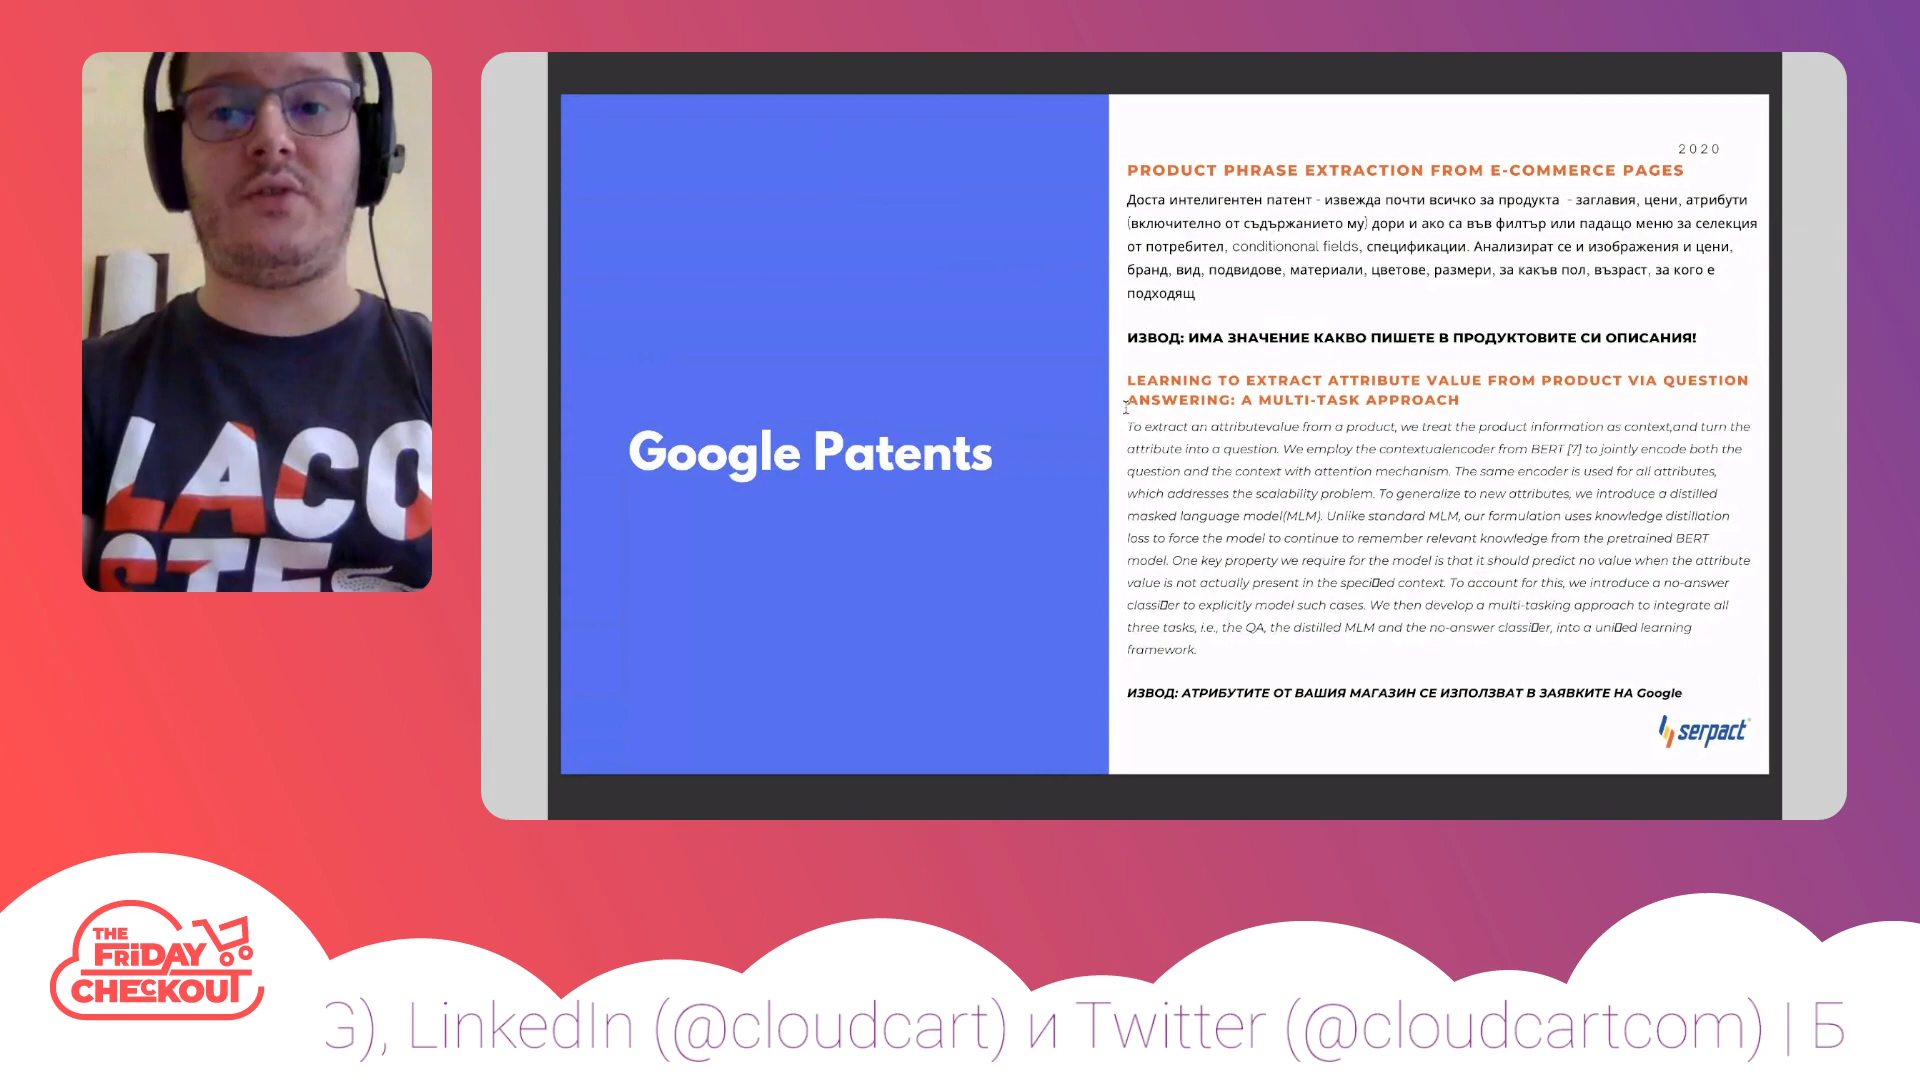 LACO
STE
2020
PRODUCT PHRASE EXTRACTION FROM E-COMMERCE PAGES
Доста интелигентен патент - извежда почти всичко за продукта - заглавия, цени, атрибути
(включително от съдържанието му) дори и ако са във филтър или падащо меню за селекция
от потребител, conditiononal fields, спецификации. Анализират се и изображения и цени,
бранд, вид, подвидове, материали, цветове, размери, за какъв пол, възраст, за кого е
подходящ
ИЗВОД: ИМА ЗНАЧЕНИЕ КАКВО ПИШЕТЕ В ПРОДУКТОВИТЕ СИ ОПИСАНИЯ!
Google Patents
LEARNING TO EXTRACT ATTRIBUTE VALUE FROM PRODUCT VIA QUESTION
ANSWERING: A MULTI-TASK APPROACH
To extract an attributevalue from a product, we treat the product information as context,and turn the
attribute into a question. We employ the contextualencoder from BERT [7] to jointly encode both the
question and the context with attention mechanism. The same encoder is used for all attributes,
which addresses the scalability problem. To generalize to new attributes, we introduce a distilled
masked language model(MLM). Unlike standard MLM, our formulation uses knowledge distillation
loss to force the model to continue to remember relevant knowledge from the pretrained BERT
model. One key property we require for the model is that it should predict no value when the attribute
value is not actually present in the speci▯ed context. To account for this, we introduce a no-answer
classi▯er to explicitly model such cases. We then develop a multi-tasking approach to integrate all
three tasks, i.e., the QA, the distilled MLM and the no-answer classi▯er, into a uni▯ed learning
framework.
ИЗВОД: АТРИБУТИТЕ ОТ ВАШИЯ МАГАЗИН СЕ ИЗПОЛЗВАТ В ЗАЯВКИТЕ НА Google
serpact
THE
FRiDAY
CHECKOUT
G), LinkedIn (@cloudcart) и Twitter (@cloudcartcom) | Б